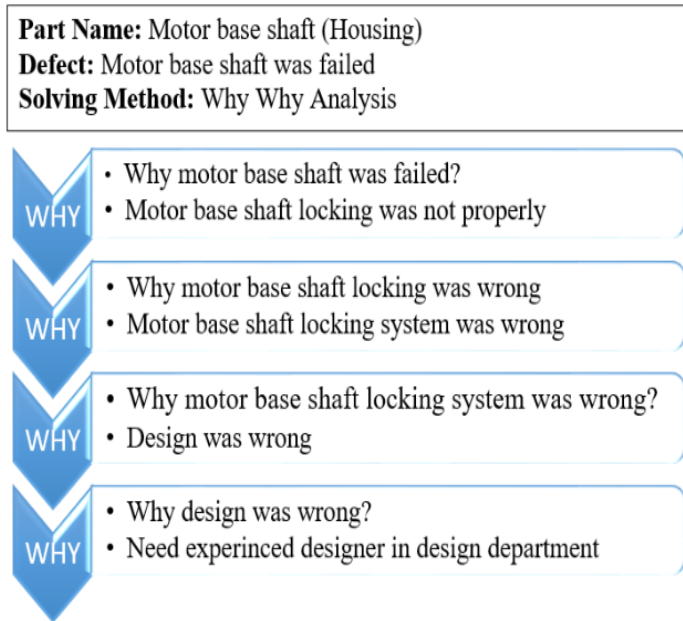 Part Name: Motor base shaft (Housing)
Defect: Motor base shaft was failed
Solving Method: Why Why Analysis
WHY
• Why motor base shaft was failed?
• Motor base shaft locking was not properly
WHY
• Why motor base shaft locking was wrong
• Motor base shaft locking system was wrong
WHY
• Why motor base shaft locking system was wrong?
• Design was wrong
WHY
• Why design was wrong?
• Need experinced designer in design department